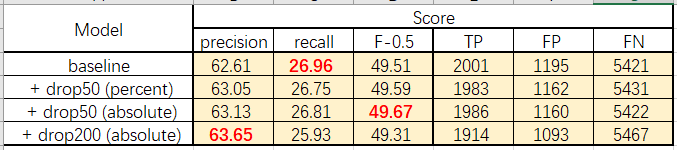 Model Score
precision recall F-0.5 TP FP FN
baseline 62.61 26.96 49.51 2001 1195 5421
+ drop50 (percent) 63.05 26.75 49.59 1983 1162 5431
+ drop50 (absolute) 63.13 26.81 49.67 1986 1160 5422
+ drop200 (absolute) 63.65 25.93 49.31 1914 1093 5467